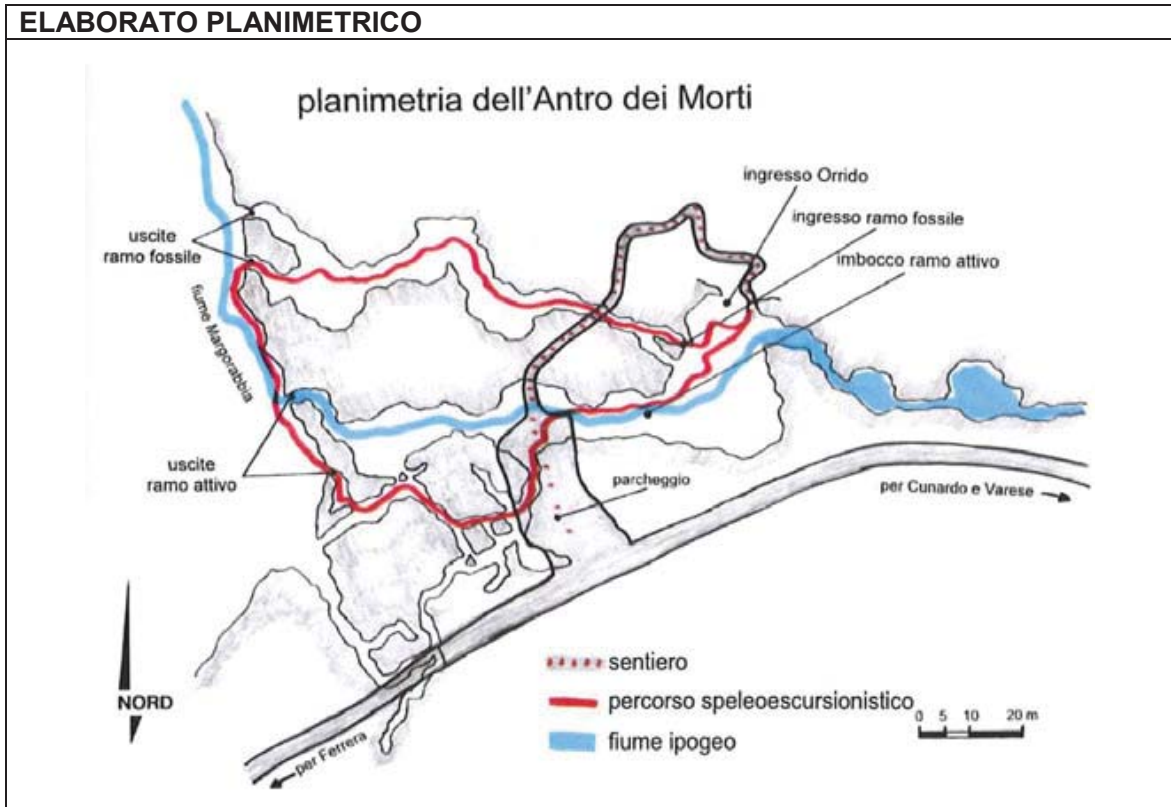 ELABORATO PLANIMETRICO
planimetria dell'Antro dei Morti
ingresso Orrido
ingresso ramo fossile
imbocco ramo attivo
uscite
ramo fossile
fiume Margorabbia
uscite
ramo attivo
parcheggio
per Cunardo e Varese
NORD
sentiero
percorso speleoescursionistico
fiume ipogeo
0 5 10 20 m
per Ferrera